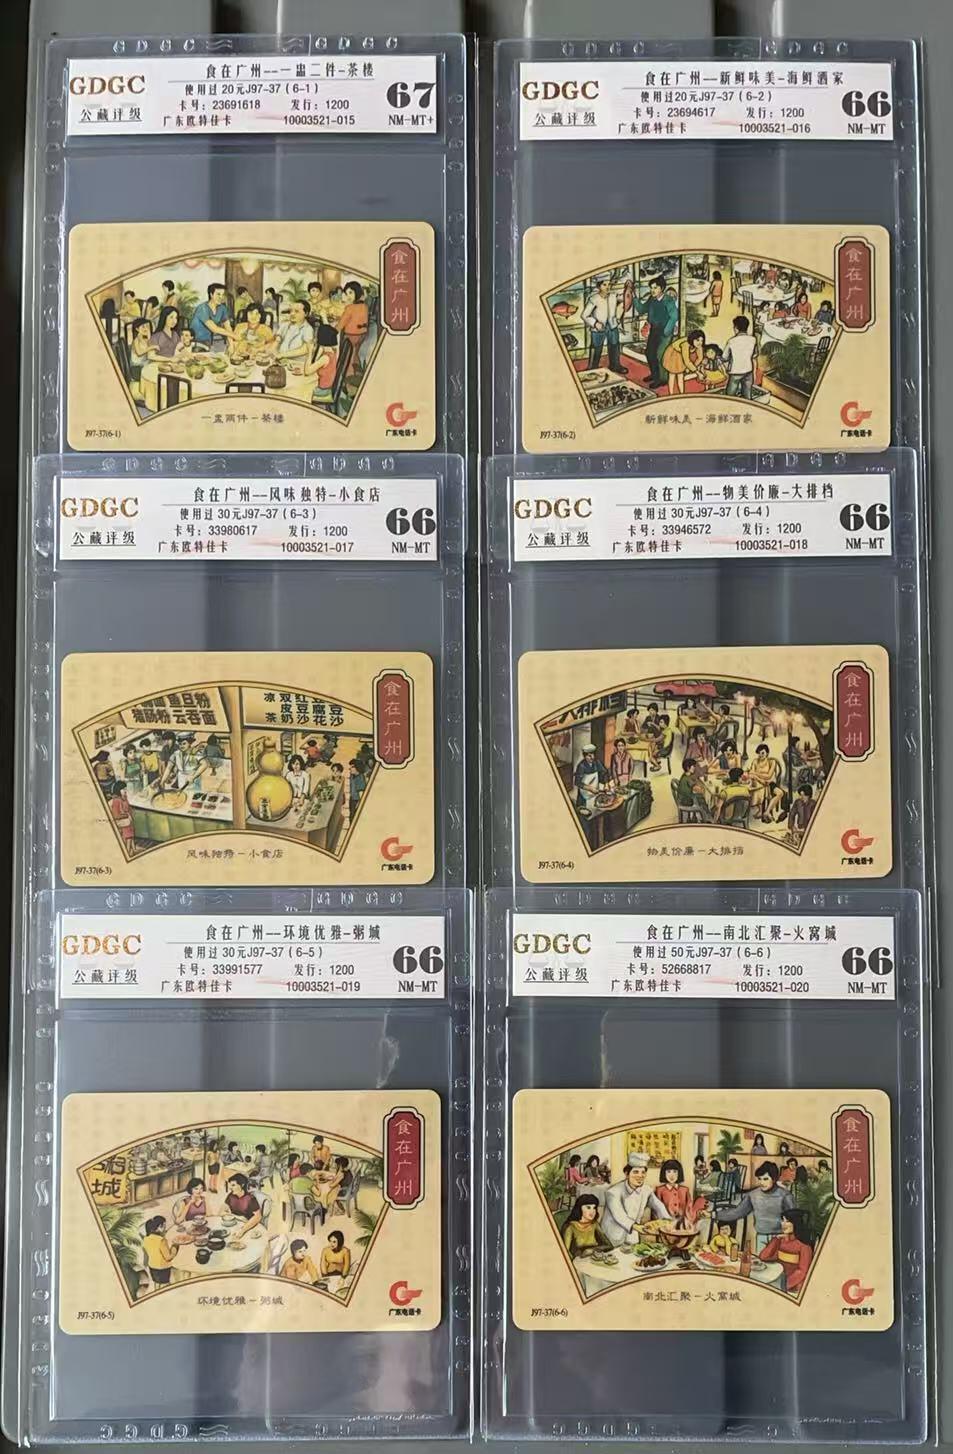 GDGC
公藏评级
食在广州--一盅二件-茶楼
使用过 20元J97-37 (6-1)
卡号: 23691618 发行: 1200
广东欧特佳卡 10003521-015
67
NM-MT+
食在广州
一盅两件-茶楼
J97-37(6-1)
广东电话卡
GDGC
公藏评级
食在广州--新鲜味美-海鲜酒家
使用过20元J97-37 (6-2)
卡号: 23694617 发行: 1200
广东欧特佳卡 10003521-016
66
NM-MT
食在广州
新鲜味美-海鲜酒家
J97-37(6-2)
广东电话卡
GDGC
公藏评级
食在广州--风味独特-小食店
使用过 30元J97-37 (6-3)
卡号: 33980617 发行: 1200
广东欧特佳卡 10003521-017
66
NM-MT
鱼旦粉
猪肠粉 云吞面
凉 双 红
皮 豆 腐 豆
茶 奶 沙 花 沙
食在广州
风味独特-小食店
J97-37(6-3)
广东电话卡
GDGC
公藏评级
食在广州--物美价廉-大排档
使用过 30元J97-37 (6-4)
卡号: 33946572 发行: 1200
广东欧特佳卡 10003521-018
66
NM-MT
食在广州
物美价廉-大排挡
J97-37(6-4)
广东电话卡
GDGC
公藏评级
食在广州--环境优雅-粥城
使用过 30元J97-37 (6-5)
卡号: 33991577 发行: 1200
广东欧特佳卡 10003521-019
66
NM-MT
粥
城
食在广州
环境优雅-粥城
J97-37(6-5)
广东电话卡
GDGC
公藏评级
食在广州--南北汇聚-火窝城
使用过 50元J97-37 (6-6)
卡号: 52668817 发行: 1200
广东欧特佳卡 10003521-020
66
NM-MT
食在广州
南北汇聚-火窝城
J97-37(6-6)
广东电话卡